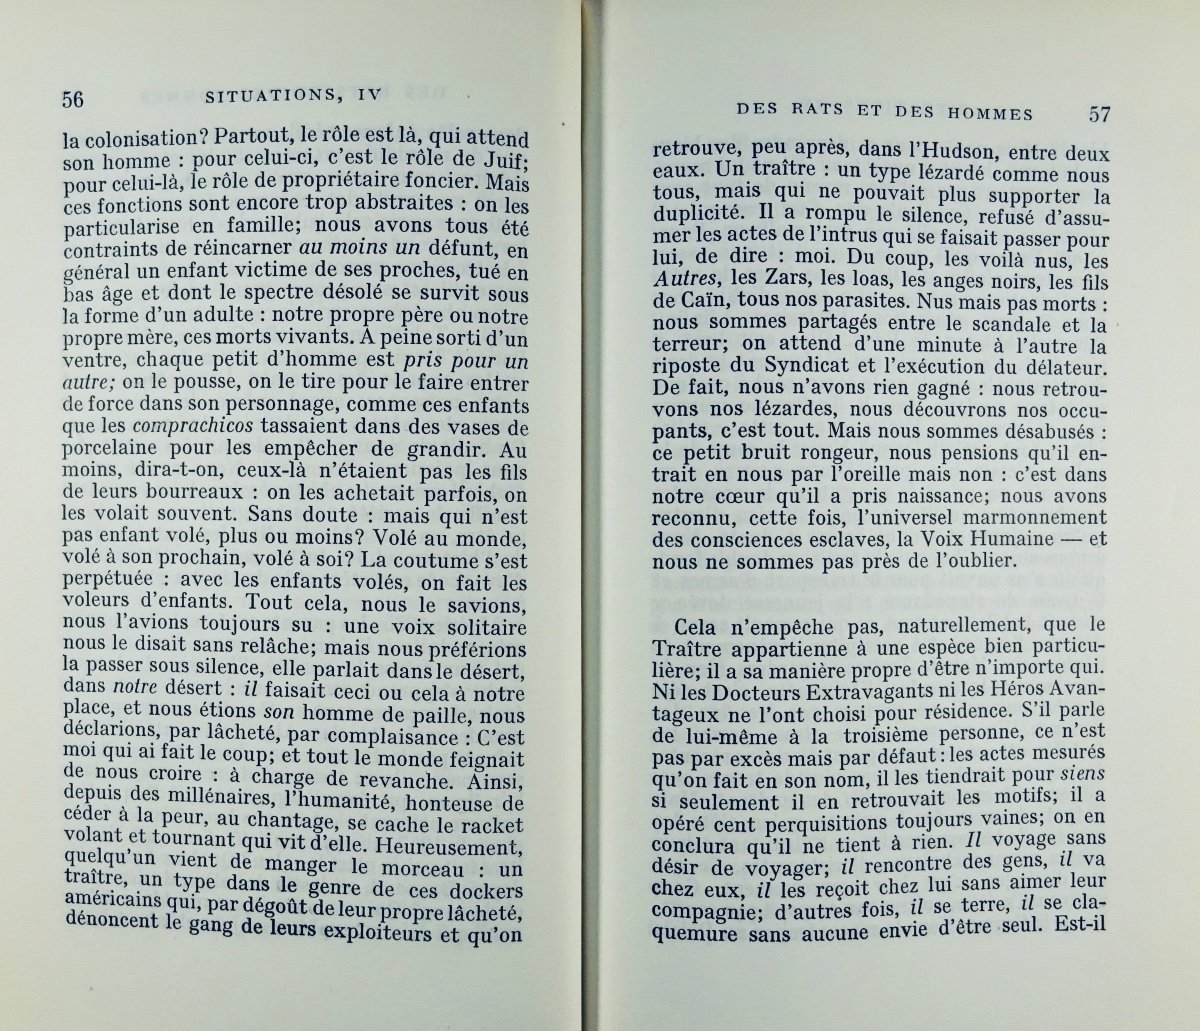 56
SITUATIONS, IV
la colonisation? Partout, le rôle est là, qui attend
son homme : pour celui-ci, c'est le rôle de Juif;
pour celui-là, le rôle de propriétaire foncier. Mais
ces fonctions sont encore trop abstraites : on les
particularise en famille; nous avons tous été
contraints de réincarner au moins un défunt, en
général un enfant victime de ses proches, tué en
bas âge et dont le spectre désolé se survit sous
la forme d'un adulte : notre propre père ou notre
propre mère, ces morts vivants. A peine sorti d'un
ventre, chaque petit d'homme est pris pour un
autre; on le pousse, on le tire pour le faire entrer
de force dans son personnage, comme ces enfants
que les comprachicos tassaient dans des vases de
porcelaine pour les empêcher de grandir. Au
moins, dira-t-on, ceux-là n'étaient pas les fils
de leurs bourreaux : on les achetait parfois, on
les volait souvent. Sans doute : mais qui n'est
pas enfant volé, plus ou moins? Volé au monde,
volé à son prochain, volé à soi? La coutume s'est
perpétuée : avec les enfants volés, on fait les
voleurs d'enfants. Tout cela, nous le savions,
nous l'avions toujours su : une voix solitaire
nous le disait sans relâche; mais nous préférions
la passer sous silence, elle parlait dans le désert,
dans notre désert : il faisait ceci ou cela à notre
place, et nous étions son homme de paille, nous
déclarions, par lâcheté, par complaisance : C'est
moi qui ai fait le coup; et tout le monde feignait
de nous croire : à charge de revanche. Ainsi,
depuis des millénaires, l'humanité, honteuse de
céder à la peur, au chantage, se cache le racket
volant et tournant qui vit d'elle. Heureusement,
quelqu'un vient de manger le morceau : un
traître, un type dans le genre de ces dockers
américains qui, par dégoût de leur propre lâcheté,
dénoncent le gang de leurs exploiteurs et qu'on
DES RATS ET DES HOMMES
57
retrouve, peu après, dans l'Hudson, entre deux
eaux. Un traître : un type lézardé comme nous
tous, mais qui ne pouvait plus supporter la
duplicité. Il a rompu le silence, refusé d'assu-
mer les actes de l'intrus qui se faisait passer pour
lui, de dire : moi. Du coup, les voilà nus, les
Autres, les Zars, les loas, les anges noirs, les fils
de Caïn, tous nos parasites. Nus mais pas morts :
nous sommes partagés entre le scandale et la
terreur; on attend d'une minute à l'autre la
riposte du Syndicat et l'exécution du délateur.
De fait, nous n'avons rien gagné : nous retrou-
vons nos lézardes, nous découvrons nos occu-
pants, c'est tout. Mais nous sommes désabusés :
ce petit bruit rongeur, nous pensions qu'il en-
trait en nous par l'oreille mais non : c'est dans
notre cœur qu'il a pris naissance; nous avons
reconnu, cette fois, l'universel marmonnement
des consciences esclaves, la Voix Humaine — et
nous ne sommes pas près de l'oublier.
Cela n'empêche pas, naturellement, que le
Traître appartienne à une espèce bien particu-
lière; il a sa manière propre d'être n'importe qui.
Ni les Docteurs Extravagants ni les Héros Avan-
tageux ne l'ont choisi pour résidence. S'il parle
de lui-même à la troisième personne, ce n'est
pas par excès mais par défaut : les actes mesurés
qu'on fait en son nom, il les tiendrait pour siens
si seulement il en retrouvait les motifs; il a
opéré cent perquisitions toujours vaines; on en
conclura qu'il ne tient à rien. Il voyage sans
désir de voyager; il rencontre des gens, il va
chez eux, il les reçoit chez lui sans aimer leur
compagnie; d'autres fois, il se terre, il se cla-
quemure sans aucune envie d'être seul. Est-il